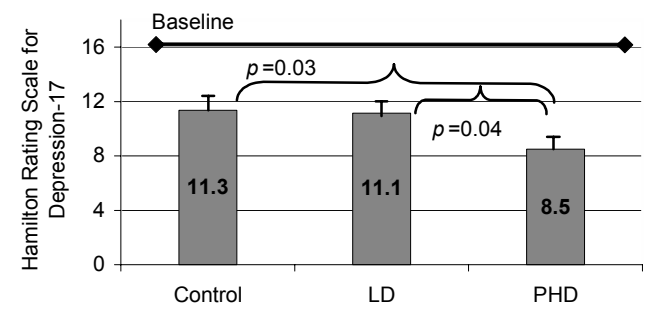 Baseline
Hamilton Rating Scale for
Depression-17
16
12
8
4
0
p=0.03
p=0.04
11.3
11.1
8.5
Control
LD
PHD